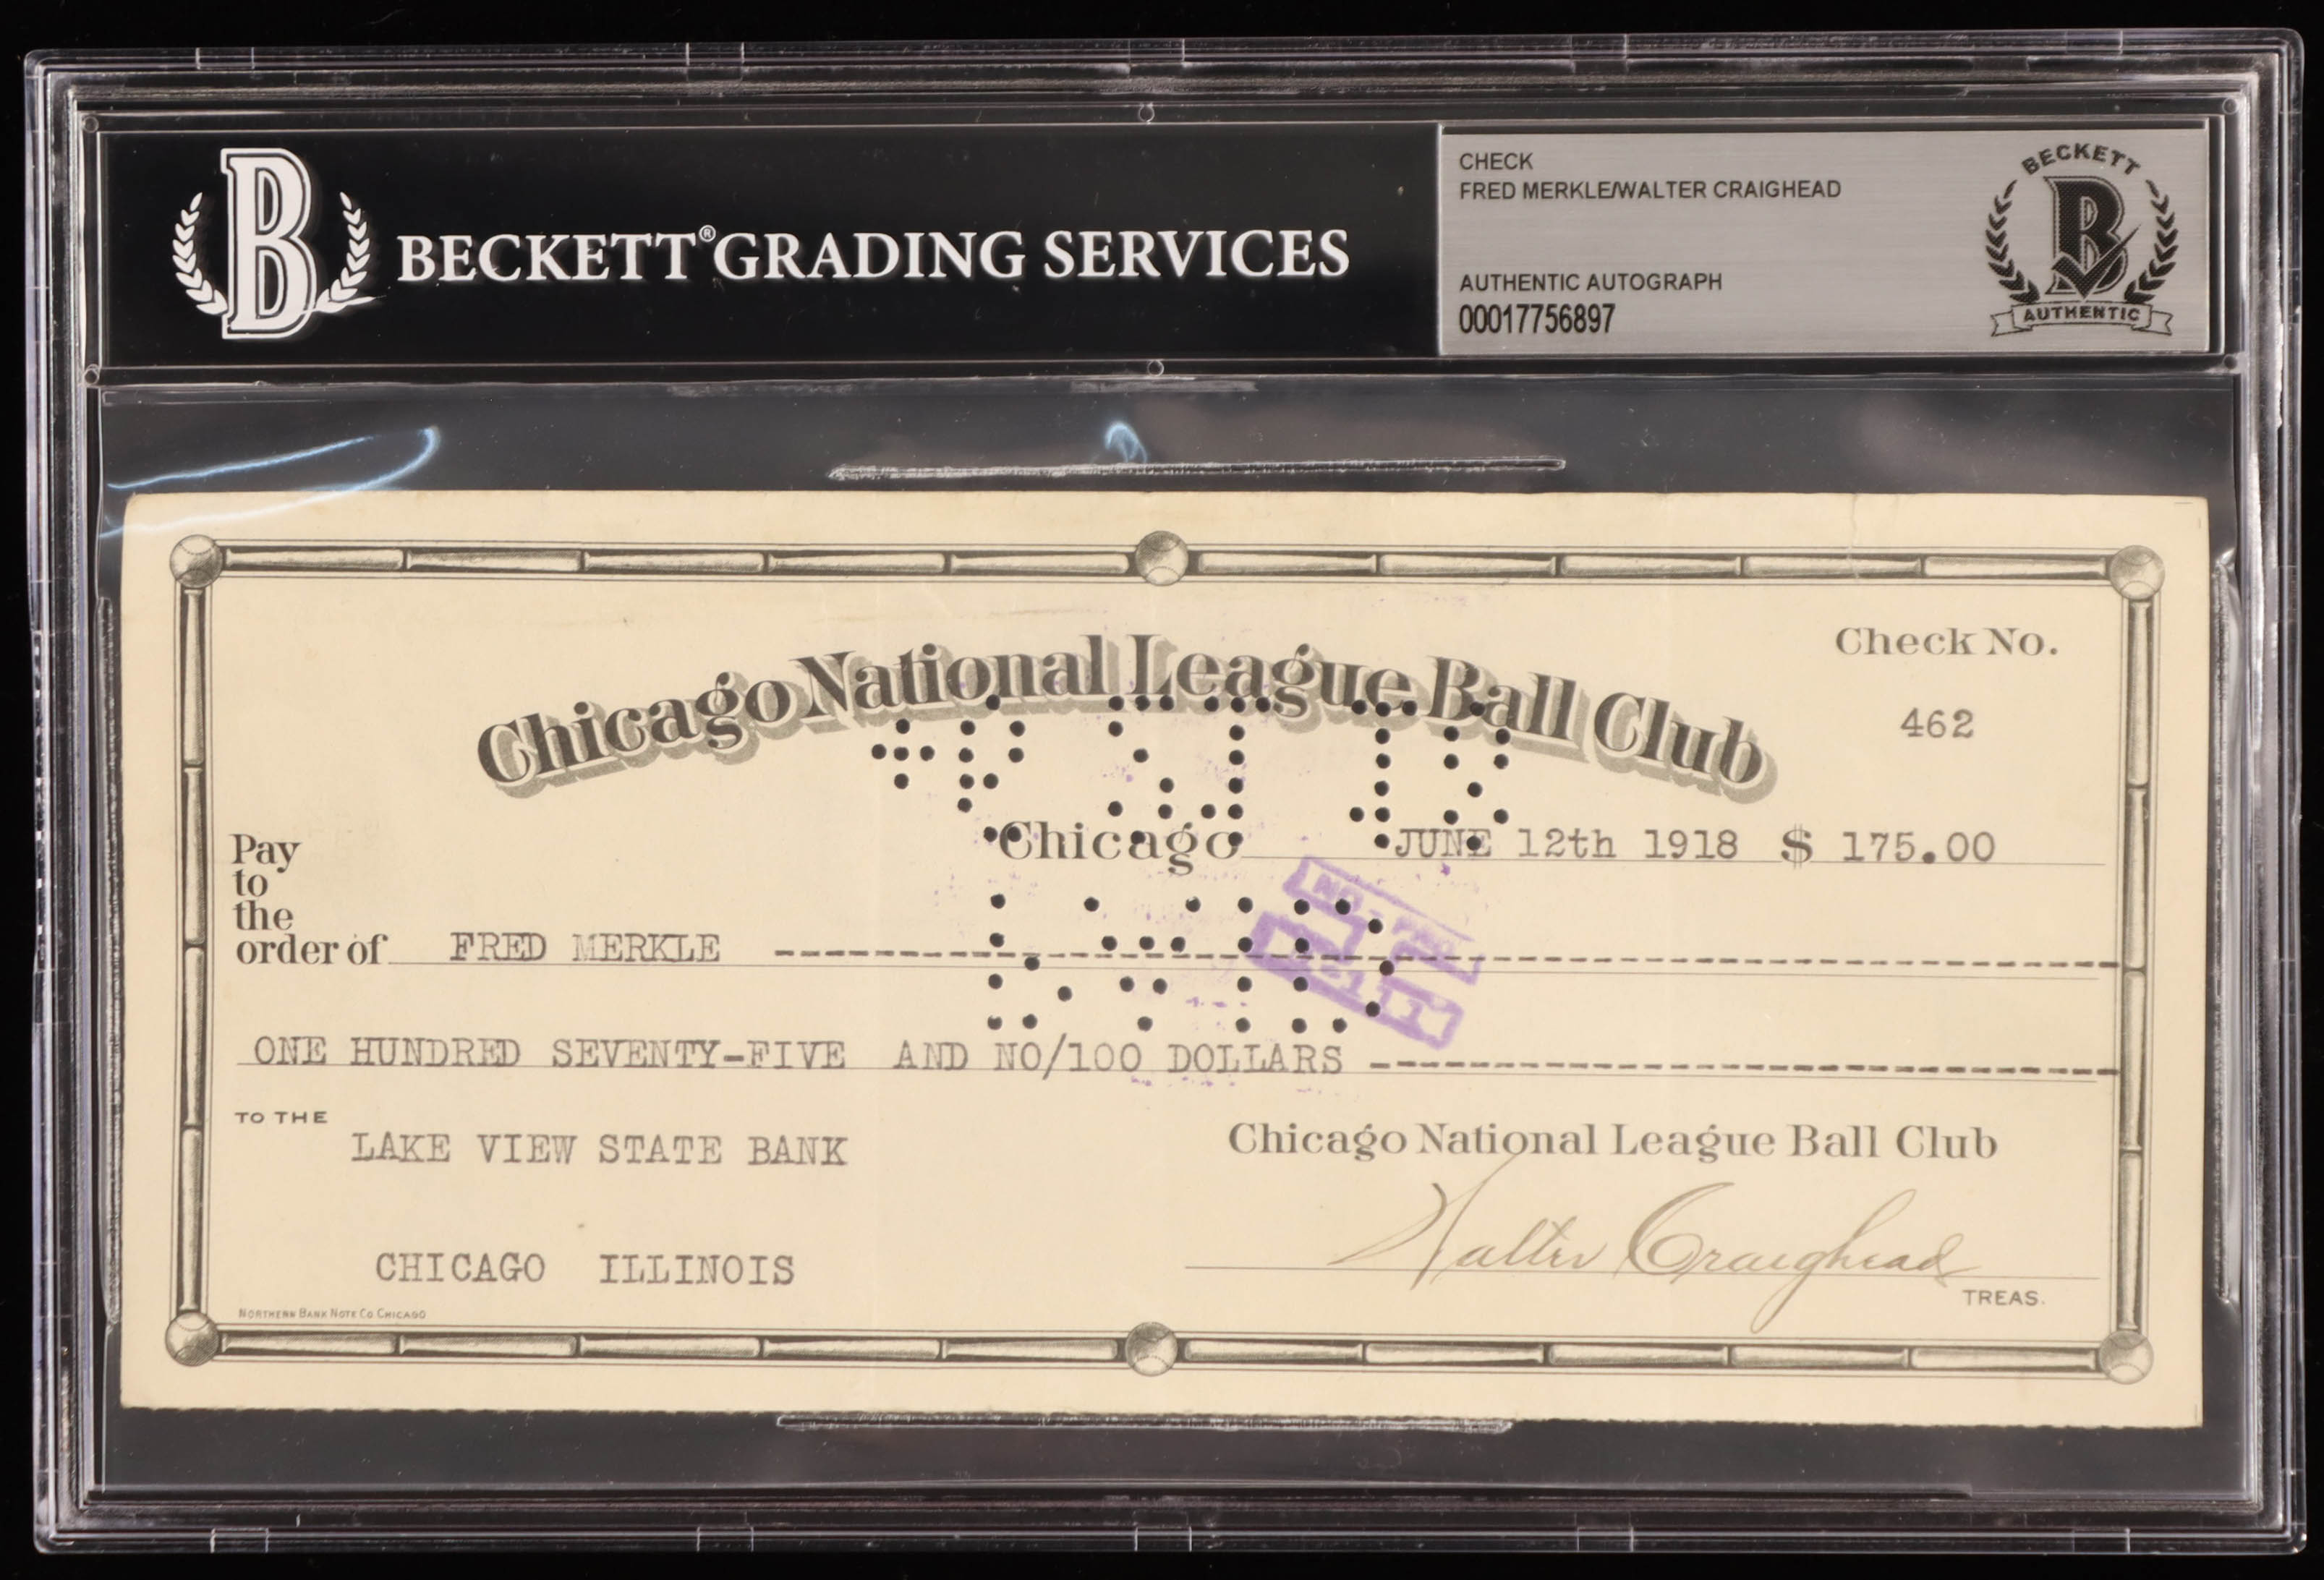 B BECKETT® GRADING SERVICES
CHECK
FRED MERKLE/WALTER CRAIGHEAD
AUTHENTIC AUTOGRAPH
00017756897
BECKETT
B
AUTHENTIC
Chicago National League Ball Club
Check No.
462
Chicago JUNE 12th 1918 $ 175.00
Pay
to
the
order of FRED MERKLE
ONE HUNDRED SEVENTY-FIVE AND NO/100 DOLLARS
TO THE
LAKE VIEW STATE BANK
CHICAGO ILLINOIS
Chicago National League Ball Club
Walter Craighead
TREAS.
NORTHERN BANK NOTE CO CHICAGO